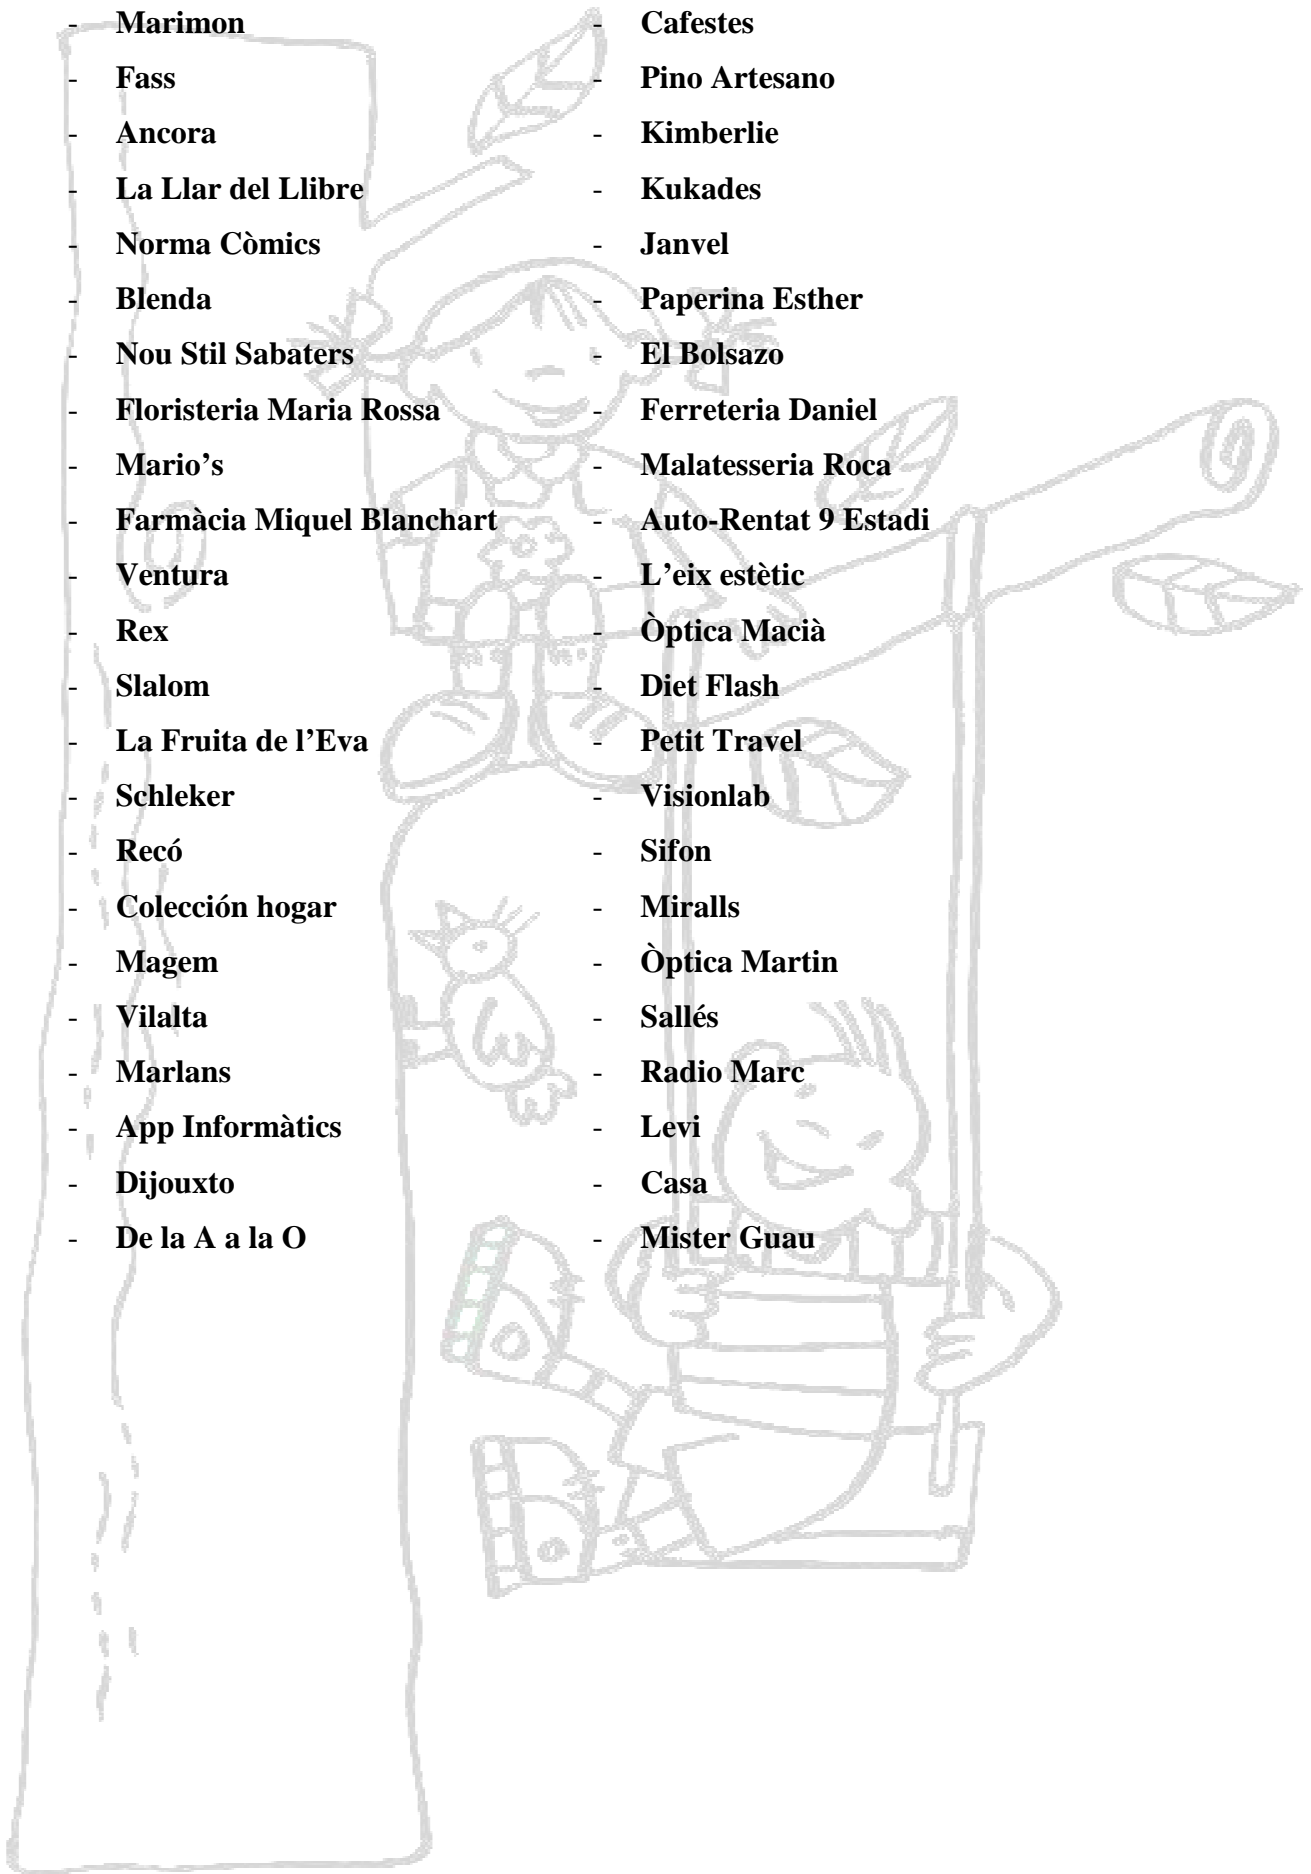 - Marimon
- Fass
- Ancora
- La Llar del Llibre
- Norma Còmics
- Blenda
- Nou Stil Sabaters
- Floristeria Maria Rossa
- Mario’s
- Farmàcia Miquel Blanchart
- Ventura
- Rex
- Slalom
- La Fruita de l’Eva
- Schleker
- Recó
- Colección hogar
- Magem
- Vilalta
- Marlans
- App Informàtics
- Dijouxto
- De la A a la O
- Cafestes
- Pino Artesano
- Kimberlie
- Kukades
- Janvel
- Paperina Esther
- El Bolsazo
- Ferreteria Daniel
- Malatesseria Roca
- Auto-Rentat 9 Estadi
- L’eix estètic
- Òptica Macià
- Diet Flash
- Petit Travel
- Visionlab
- Sifon
- Miralls
- Òptica Martin
- Sallés
- Radio Marc
- Levi
- Casa
- Mister Guau